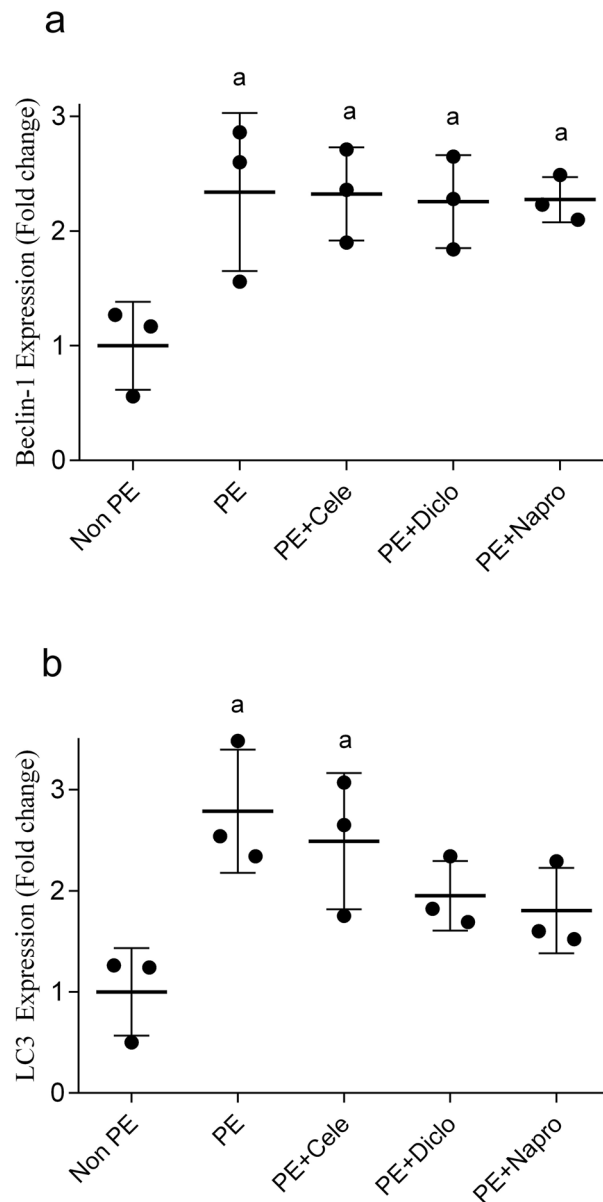 a
Beclin-1 Expression (Fold change)
3
2
1
0
a
a
a
a
Non PE
PE
PE+Cele
PE+Diclo
PE+Napro
b
LC3 Expression (Fold change)
3
2
1
0
a
a
Non PE
PE
PE+Cele
PE+Diclo
PE+Napro